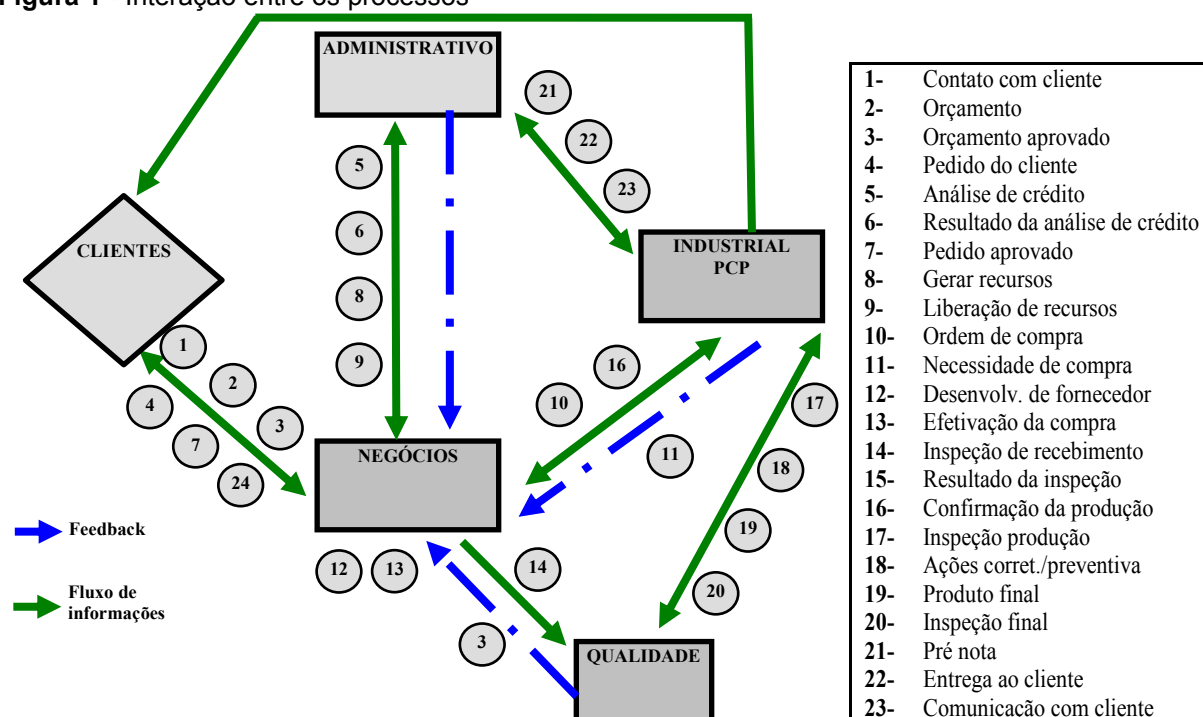 Figura 1 - Interação entre os processos
ADMINISTRATIVO
21
22
23
5
6
8
9
CLIENTES
INDUSTRIAL
PCP
1
2
3
4
7
24
16
10
11
17
18
19
20
NEGÓCIOS
12
13
14
3
QUALIDADE
Feedback
Fluxo de
informações
1- Contato com cliente
2- Orçamento
3- Orçamento aprovado
4- Pedido do cliente
5- Análise de crédito
6- Resultado da análise de crédito
7- Pedido aprovado
8- Gerar recursos
9- Liberação de recursos
10- Ordem de compra
11- Necessidade de compra
12- Desenvolv. de fornecedor
13- Efetivação da compra
14- Inspeção de recebimento
15- Resultado da inspeção
16- Confirmação da produção
17- Inspeção produção
18- Ações corret./preventiva
19- Produto final
20- Inspeção final
21- Pré nota
22- Entrega ao cliente
23- Comunicação com cliente